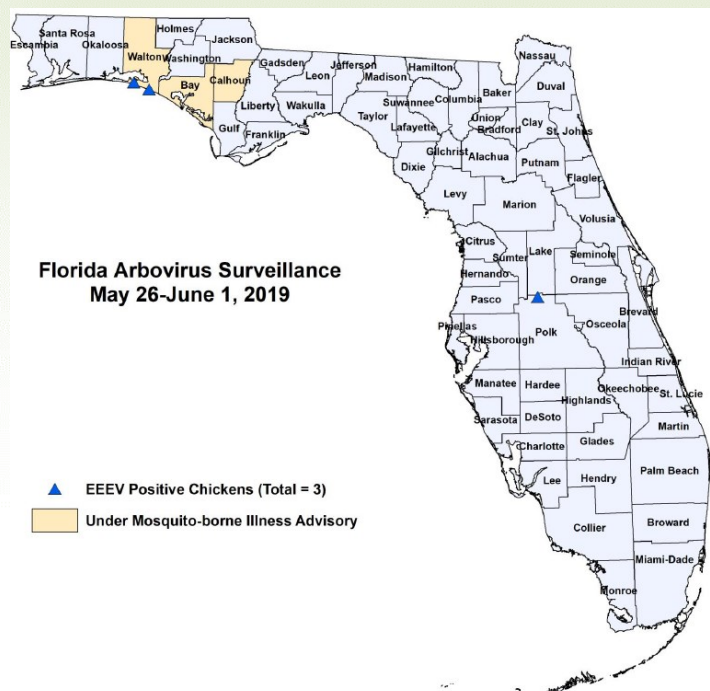 Nassau
Holmes
Santa Rosa
Jackson
Escambia
Okaloosa
Walton
Washington
Gadsden
Jefferson
Hamilton
Leon
Madison
Baker
Duval
Bay
Calhoun
Suwannee
Columbia
Liberty
Wakulla
Taylor
Union
Bradford
Clay
St. Johns
Gulf
Franklin
Lafayette
Gilchrist
Alachua
Putnam
Dixie
Flagler
Levy
Marion
Volusia
Citrus
Lake
Sumter
Seminole
Hernando
Orange
Florida Arbovirus Surveillance
May 26-June 1, 2019
Pasco
Brevard
Osceola
Pinellas
Hillsborough
Polk
Indian River
Manatee
Hardee
Okeechobee
St. Lucie
Highlands
Sarasota
DeSoto
Martin
Charlotte
Glades
Palm Beach
Lee
Hendry
EEEV Positive Chickens (Total = 3)
Under Mosquito-borne Illness Advisory
Collier
Broward
Miami-Dade
Monroe